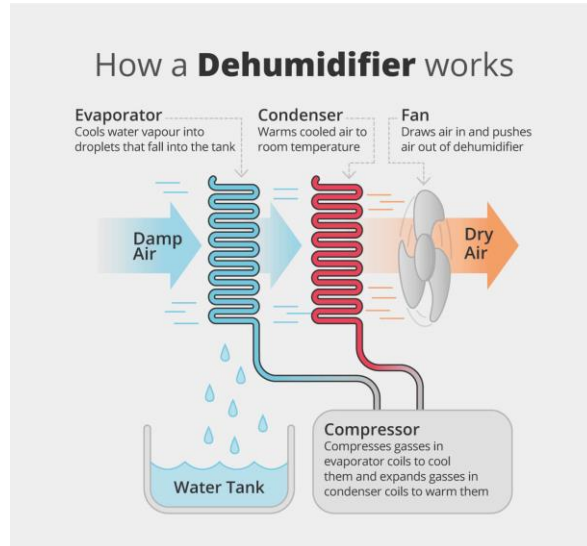 How a Dehumidifier works
Evaporator
Cools water vapour into
droplets that fall into the tank
Condenser
Warms cooled air to
room temperature
Fan
Draws air in and pushes
air out of dehumidifier
Damp
Air
Dry
Air
Water Tank
Compressor
Compresses gasses in
evaporator coils to cool
them and expands gasses in
condenser coils to warm them